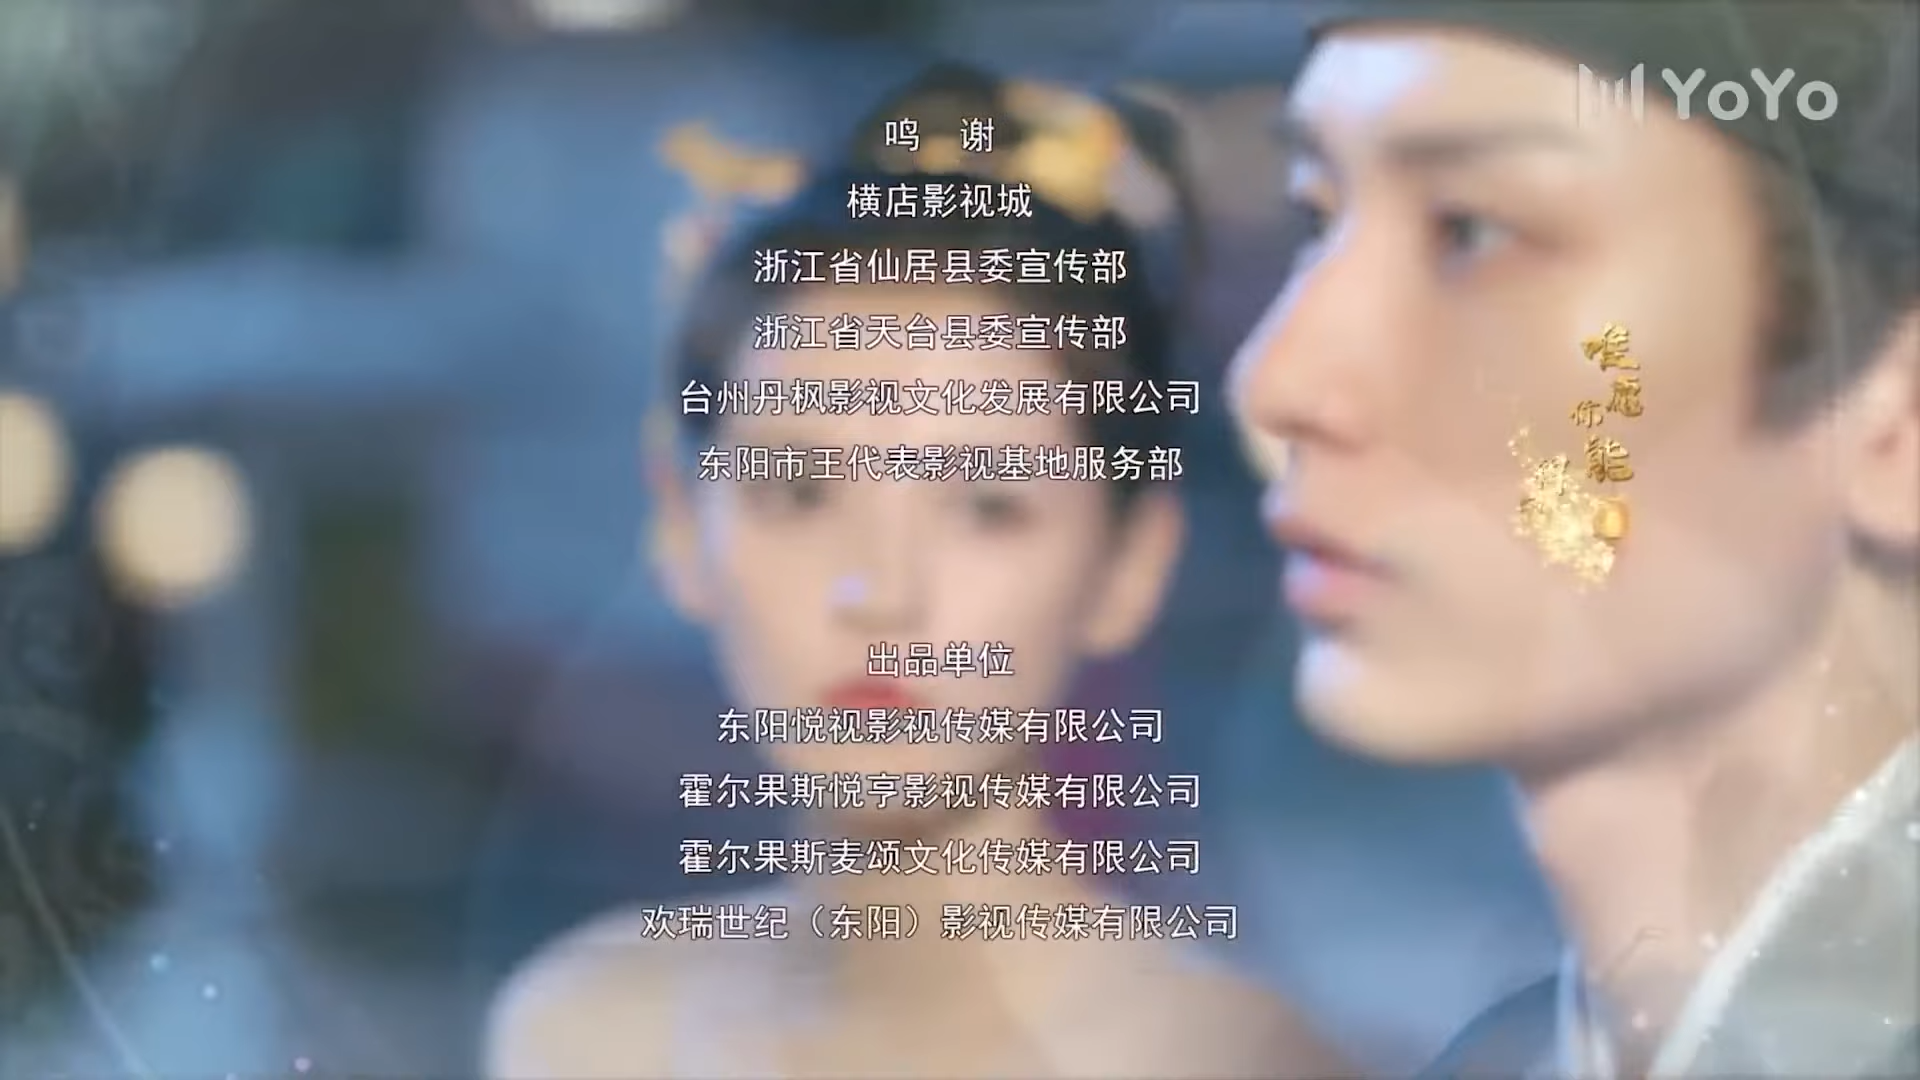 YoYo
鸣 谢
横店影视城
浙江省仙居县委宣传部
浙江省天台县委宣传部
台州丹枫影视文化发展有限公司
东阳市王代表影视基地服务部
出品单位
东阳悦视影视传媒有限公司
霍尔果斯悦亨影视传媒有限公司
霍尔果斯麦颂文化传媒有限公司
欢瑞世纪（东阳）影视传媒有限公司
唯愿
你能